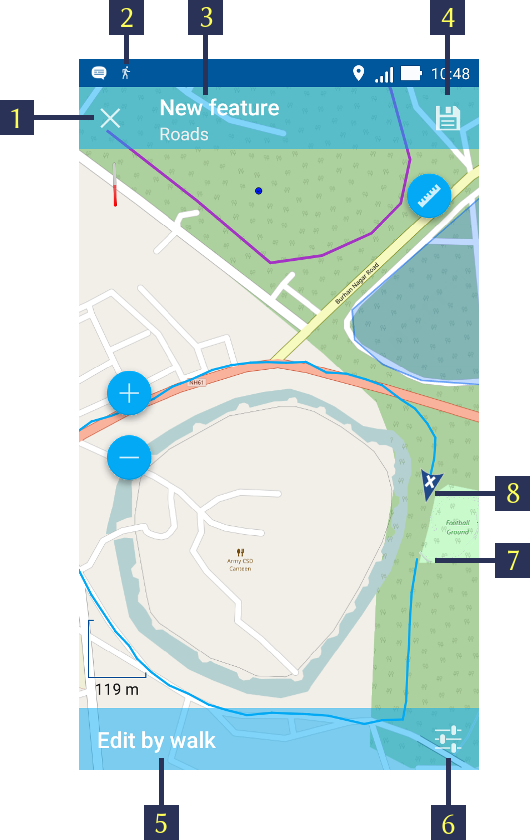 2
3
4
10:48
1
New feature
Roads
Burhan Nagar Road
NH61
8
Football
Ground
7
Army CSD
Canteen
119 m
Edit by walk
5
6